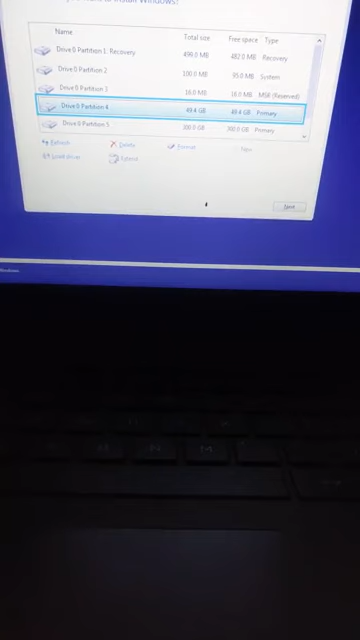 Name Total size Free space Type
Drive 0 Partition 1: Recovery 499.0 MB 482.0 MB Recovery
Drive 0 Partition 2 100.0 MB 95.0 MB System
Drive 0 Partition 3 16.0 MB 16.0 MB MSR (Reserved)
Drive 0 Partition 4 49.4 GB 49.4 GB Primary
Drive 0 Partition 5 300.0 GB Primary
Refresh Delete Format New
Load driver Extend
Next
Windows
N M